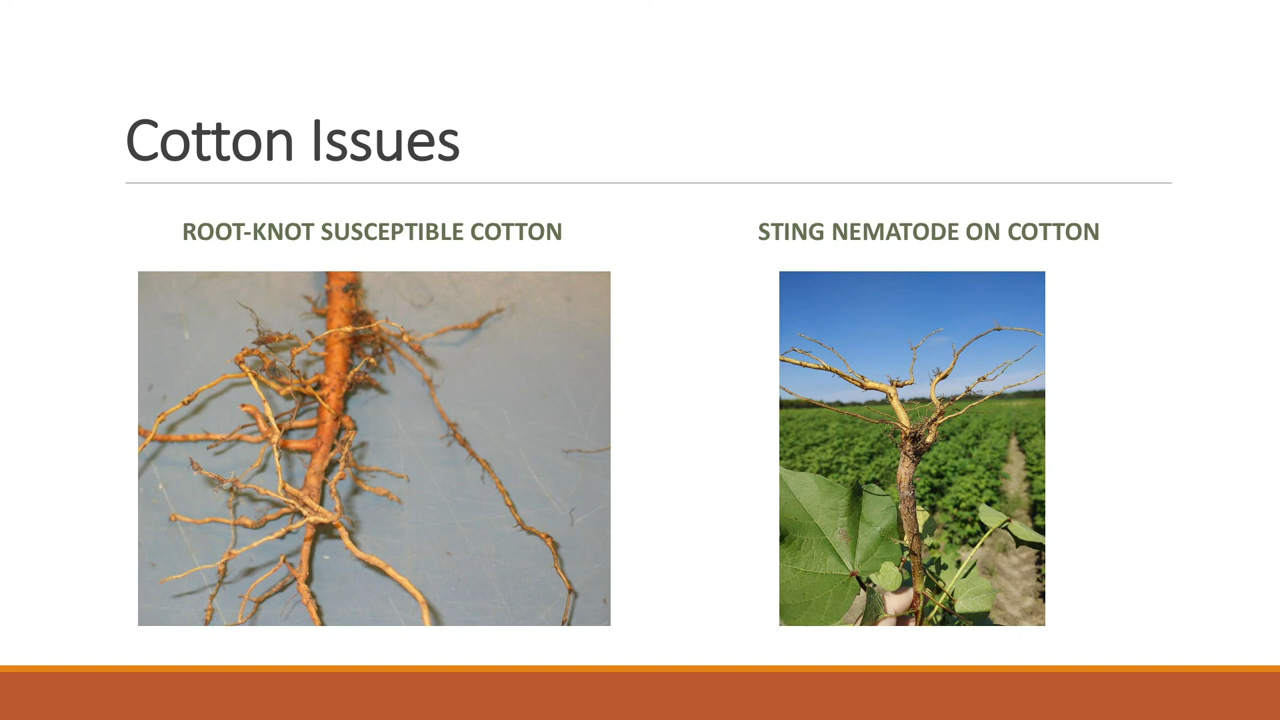 Cotton Issues
ROOT-KNOT SUSCEPTIBLE COTTON
STING NEMATODE ON COTTON